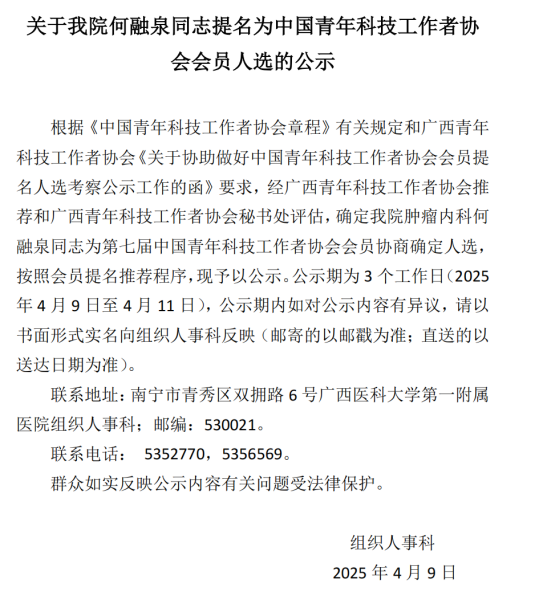 关于我院何融泉同志提名为中国青年科技工作者协
会会员人选的公示
根据《中国青年科技工作者协会章程》有关规定和广西青年
科技工作者协会《关于协助做好中国青年科技工作者协会会员提
名人选考察公示工作的函》要求，经广西青年科技工作者协会推
荐和广西青年科技工作者协会秘书处评估，确定我院肿瘤内科何
融泉同志为第七届中国青年科技工作者协会会员协商确定人选，
按照会员提名推荐程序，现予以公示。公示期为 3 个工作日（2025
年 4 月 9 日至 4 月 11 日），公示期内如对公示内容有异议，请以
书面形式实名向组织人事科反映（邮寄的以邮戳为准；直送的以
送达日期为准）。
联系地址：南宁市青秀区双拥路 6 号广西医科大学第一附属
医院组织人事科；邮编：530021。
联系电话： 5352770，5356569。
群众如实反映公示内容有关问题受法律保护。
组织人事科
2025 年 4 月 9 日